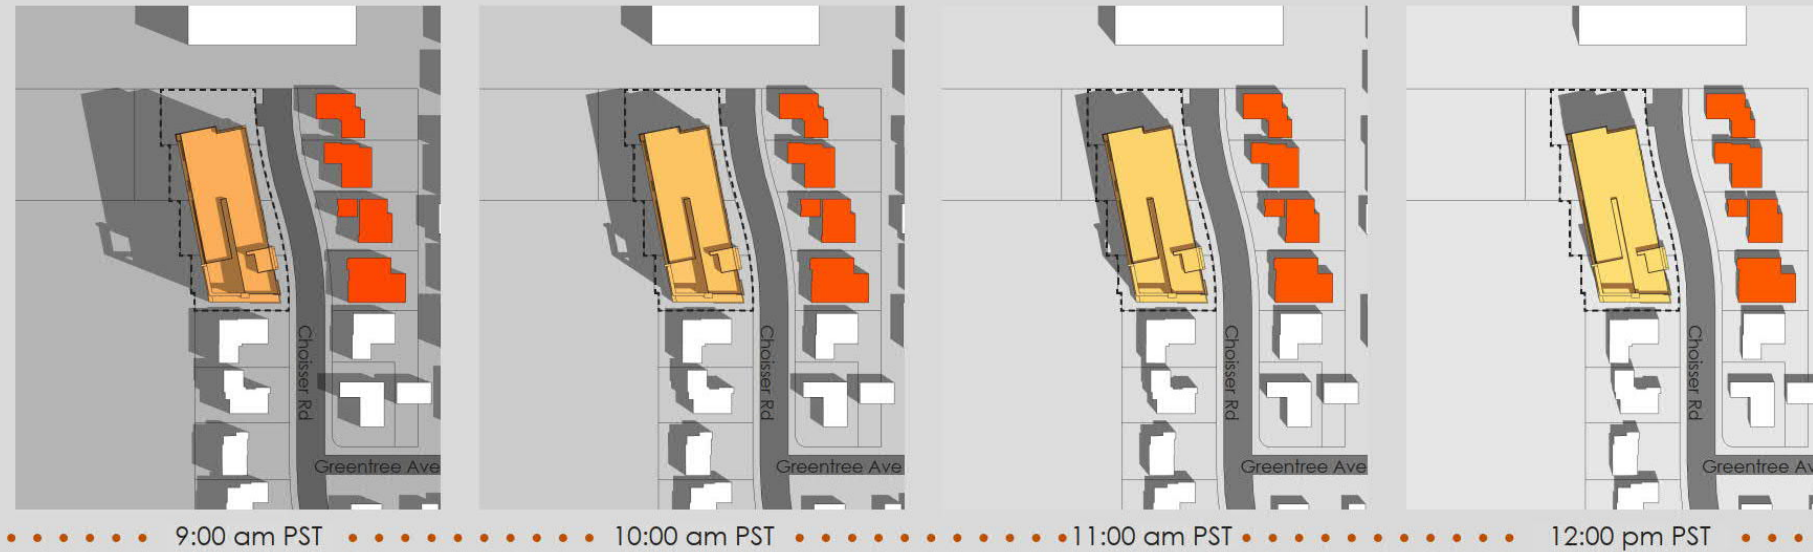 Choisser Rd
Greentree Ave
Choisser Rd
Greentree Ave
Choisser Rd
Greentree Ave
Choisser Rd
Greentree Av
9:00 am PST
10:00 am PST
11:00 am PST
12:00 pm PST